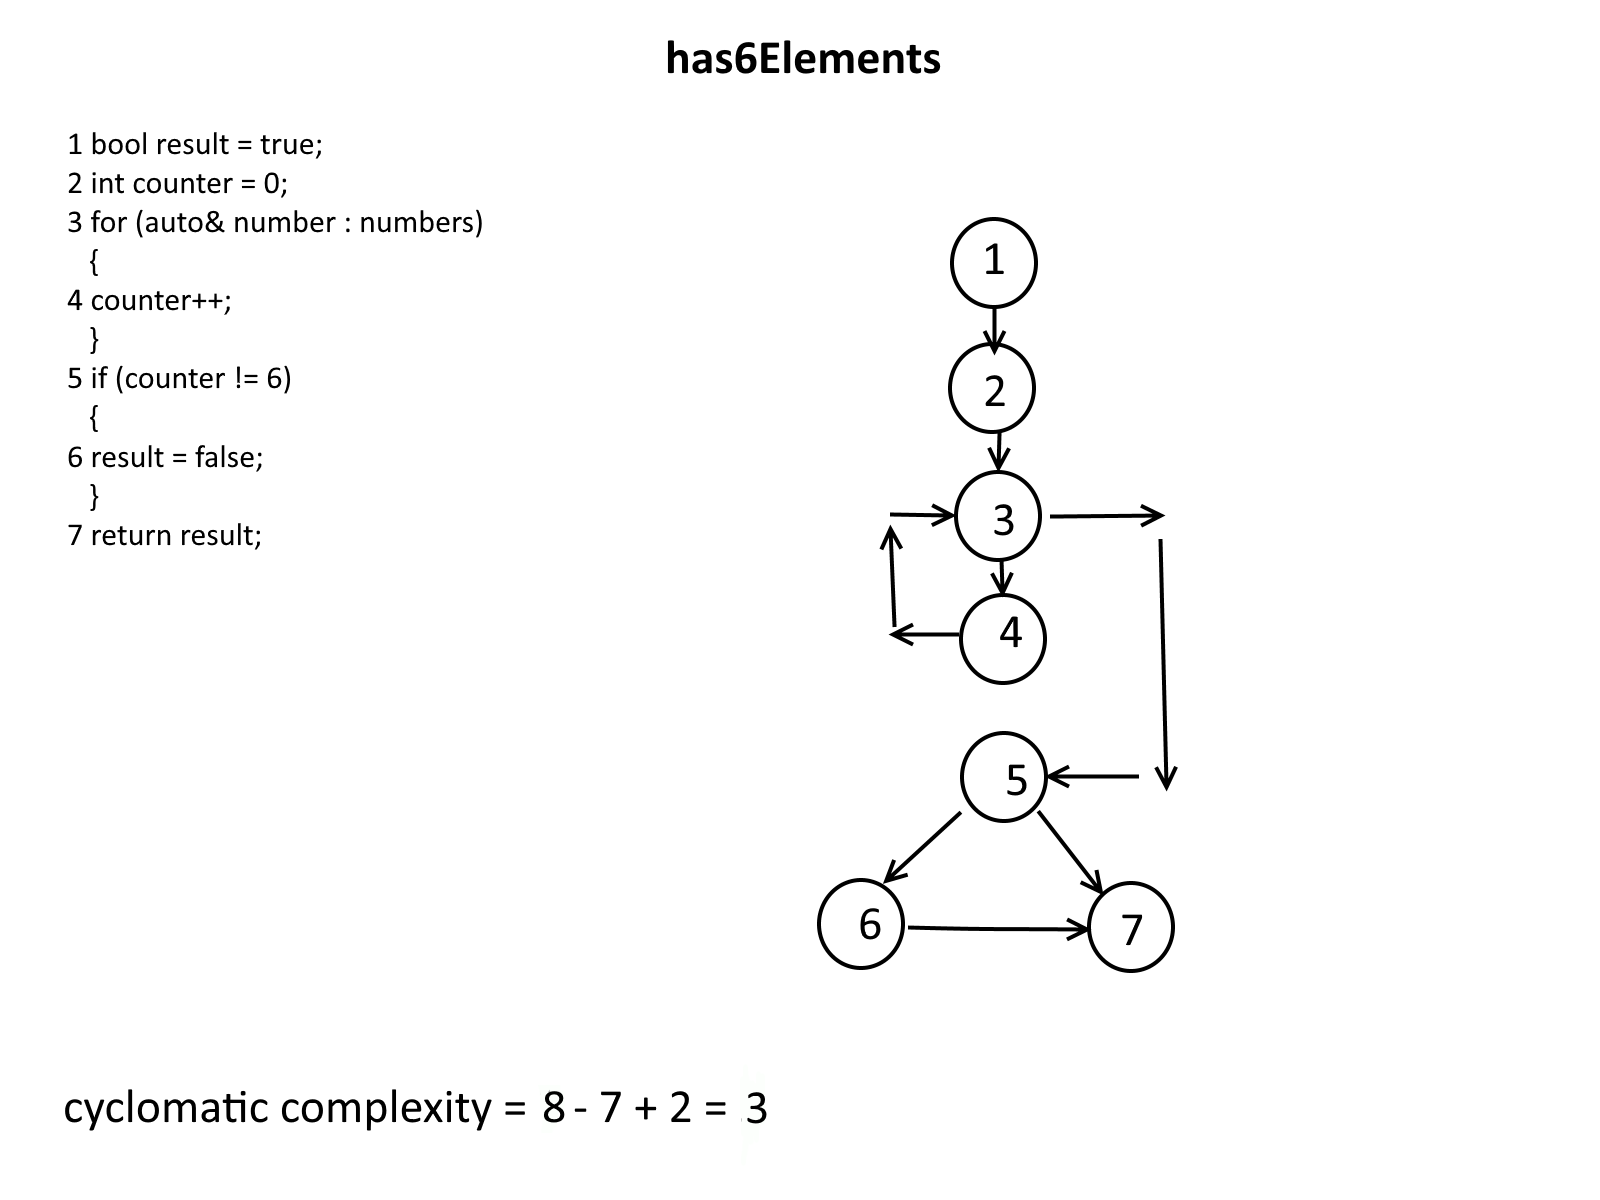 has6Elements
1 bool result = true;
2 int counter = 0;
3 for (auto& number : numbers)
{
4 counter++;
}
5 if (counter != 6)
{
6 result = false;
}
7 return result;
1
2
3
4
5
6
7
cyclomatic complexity = 8 - 7 + 2 = 3